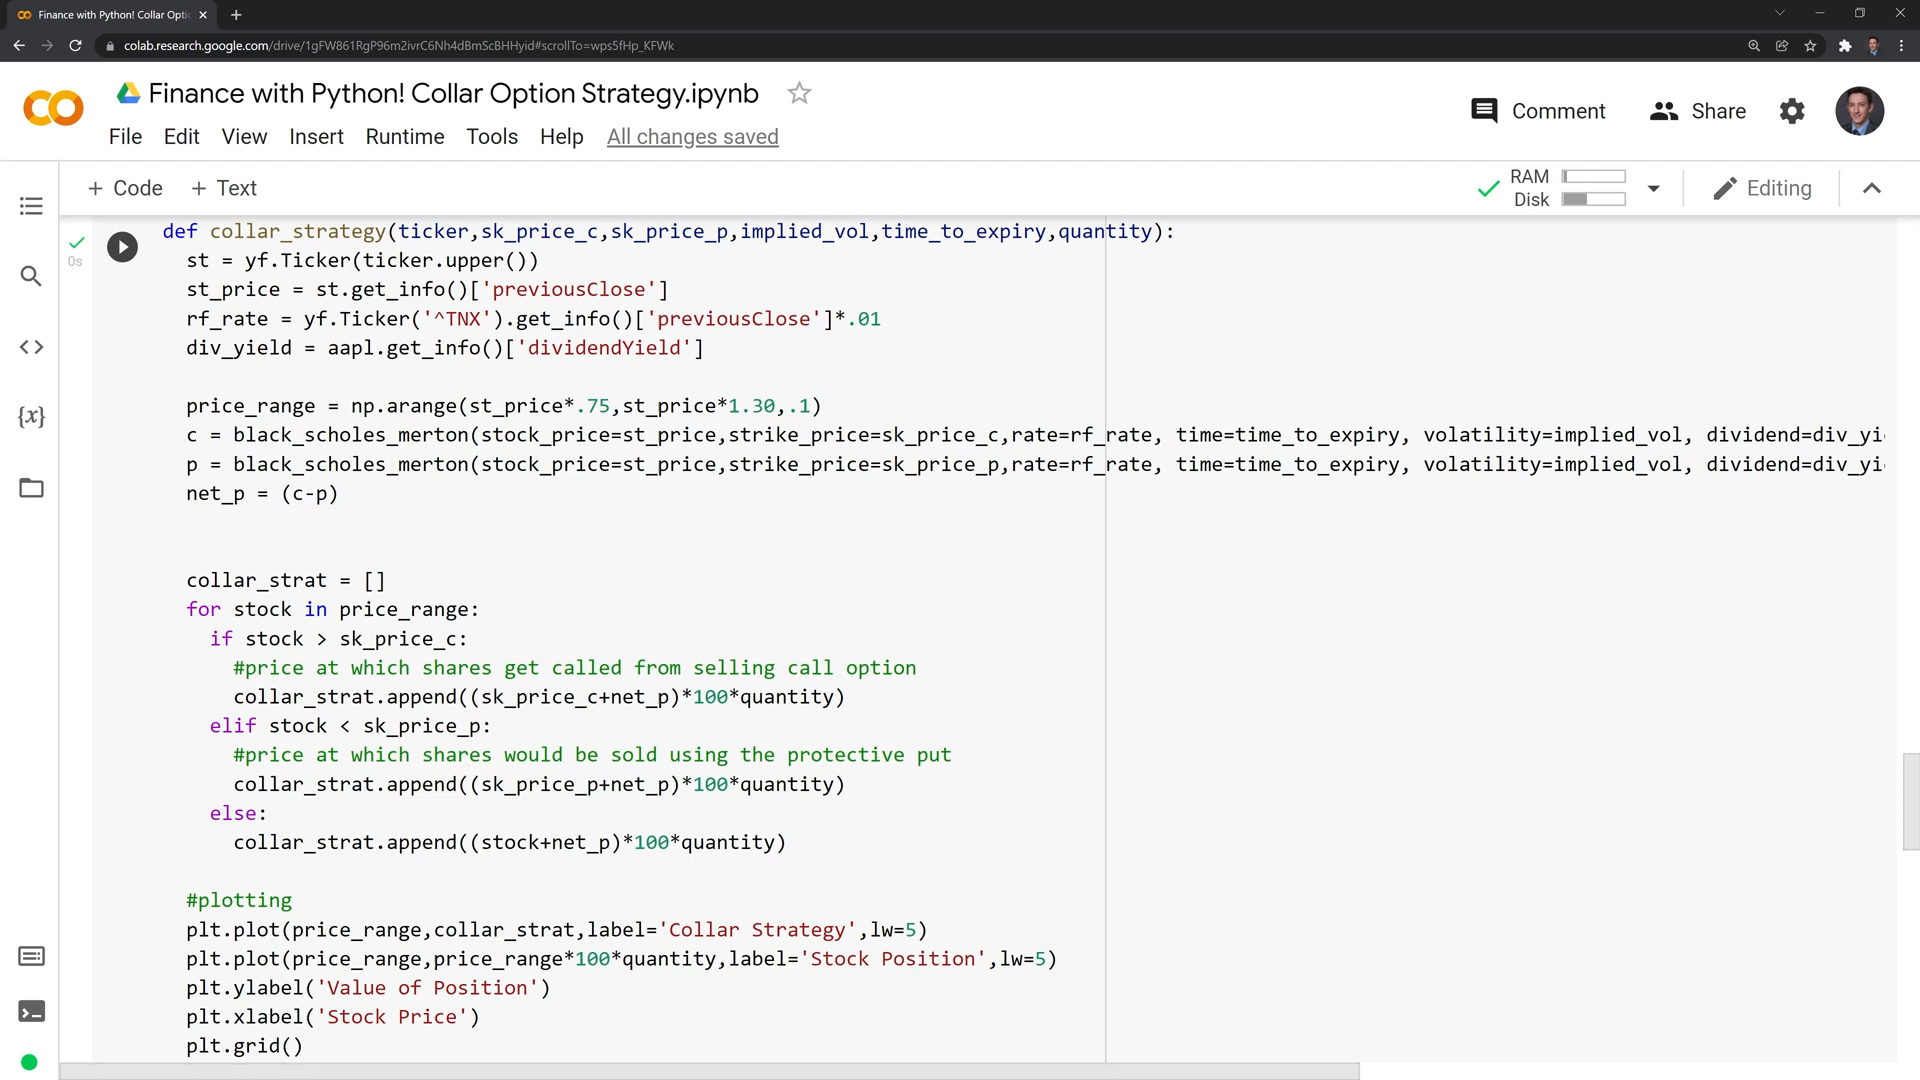 Finance with Python! Collar Optic
colab.research.google.com/drive/1gFW861RgP96m2ivrC6Nh4dBmScBHHyid#scrollTo=wps5fHp_KFWk
Finance with Python! Collar Option Strategy.ipynb
Comment
Share
File Edit View Insert Runtime Tools Help All changes saved
+ Code + Text
RAM
Disk
Editing
0s
def collar_strategy(ticker,sk_price_c,sk_price_p,implied_vol,time_to_expiry,quantity):
st = yf.Ticker(ticker.upper())
st_price = st.get_info()['previousClose']
rf_rate = yf.Ticker('^TNX').get_info()['previousClose']*.01
div_yield = aapl.get_info()['dividendYield']
price_range = np.arange(st_price*.75,st_price*1.30,.1)
c = black_scholes_merton(stock_price=st_price,strike_price=sk_price_c,rate=rf_rate, time=time_to_expiry, volatility=implied_vol, dividend=div_yi
p = black_scholes_merton(stock_price=st_price,strike_price=sk_price_p,rate=rf_rate, time=time_to_expiry, volatility=implied_vol, dividend=div_yi
net_p = (c-p)
collar_strat = []
for stock in price_range:
if stock > sk_price_c:
#price at which shares get called from selling call option
collar_strat.append((sk_price_c+net_p)*100*quantity)
elif stock < sk_price_p:
#price at which shares would be sold using the protective put
collar_strat.append((sk_price_p+net_p)*100*quantity)
else:
collar_strat.append((stock+net_p)*100*quantity)
#plotting
plt.plot(price_range,collar_strat,label='Collar Strategy',lw=5)
plt.plot(price_range,price_range*100*quantity,label='Stock Position',lw=5)
plt.ylabel('Value of Position')
plt.xlabel('Stock Price')
plt.grid()